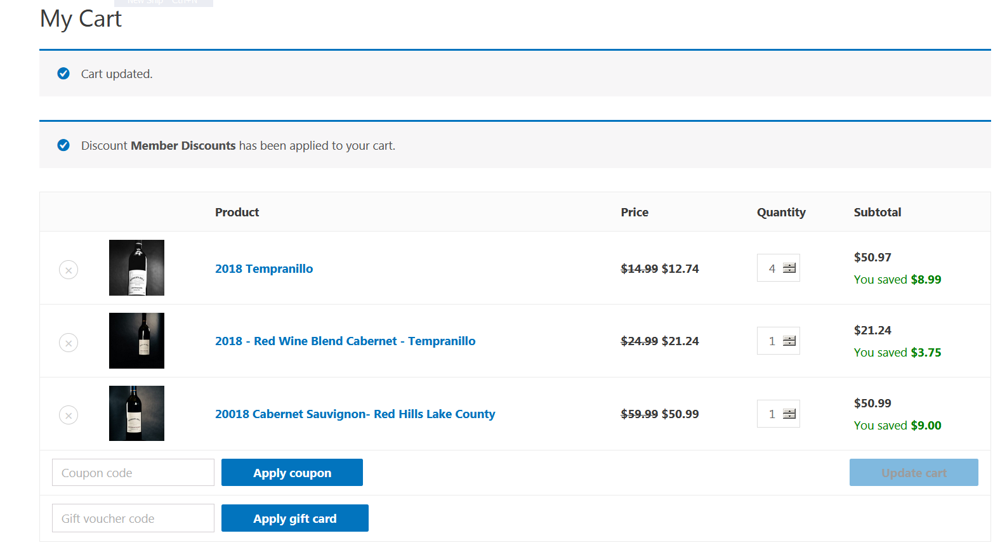 New Ship Ctrl+N
My Cart
Cart updated.
Discount Member Discounts has been applied to your cart.
Product Price Quantity Subtotal
2018 Tempranillo $14.99 $12.74 4 $50.97
You saved $8.99
2018 - Red Wine Blend Cabernet - Tempranillo $24.99 $21.24 1 $21.24
You saved $3.75
20018 Cabernet Sauvignon- Red Hills Lake County $59.99 $50.99 1 $50.99
You saved $9.00
Coupon code Apply coupon Update cart
Gift voucher code Apply gift card